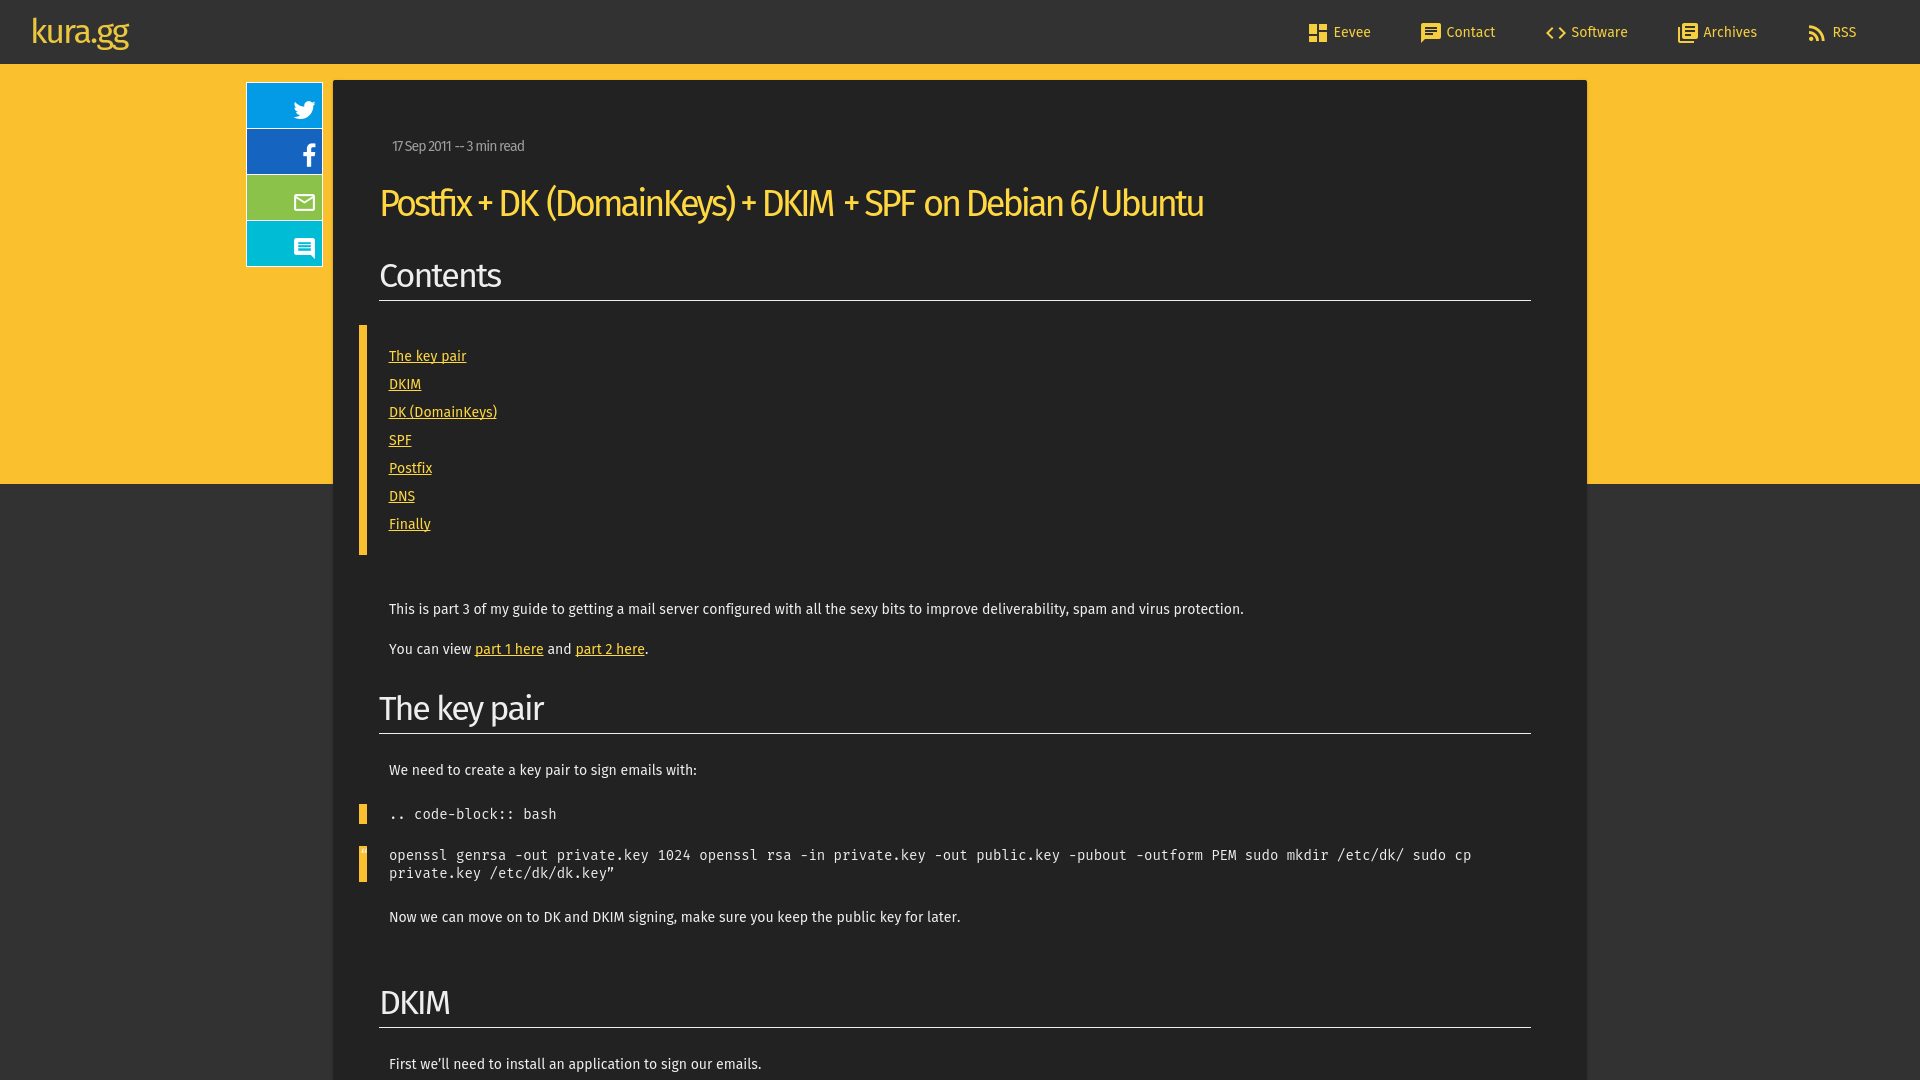 kura.gg
Eevee
Contact
Software
Archives
RSS
17 Sep 2011 -- 3 min read
Postfix + DK (DomainKeys) + DKIM + SPF on Debian 6/Ubuntu
Contents
The key pair
DKIM
DK (DomainKeys)
SPF
Postfix
DNS
Finally
This is part 3 of my guide to getting a mail server configured with all the sexy bits to improve deliverability, spam and virus protection.
You can view part 1 here and part 2 here.
The key pair
We need to create a key pair to sign emails with:
.. code-block:: bash
“
openssl genrsa -out private.key 1024 openssl rsa -in private.key -out public.key -pubout -outform PEM sudo mkdir /etc/dk/ sudo cp
private.key /etc/dk/dk.key”
Now we can move on to DK and DKIM signing, make sure you keep the public key for later.
DKIM
First we’ll need to install an application to sign our emails.